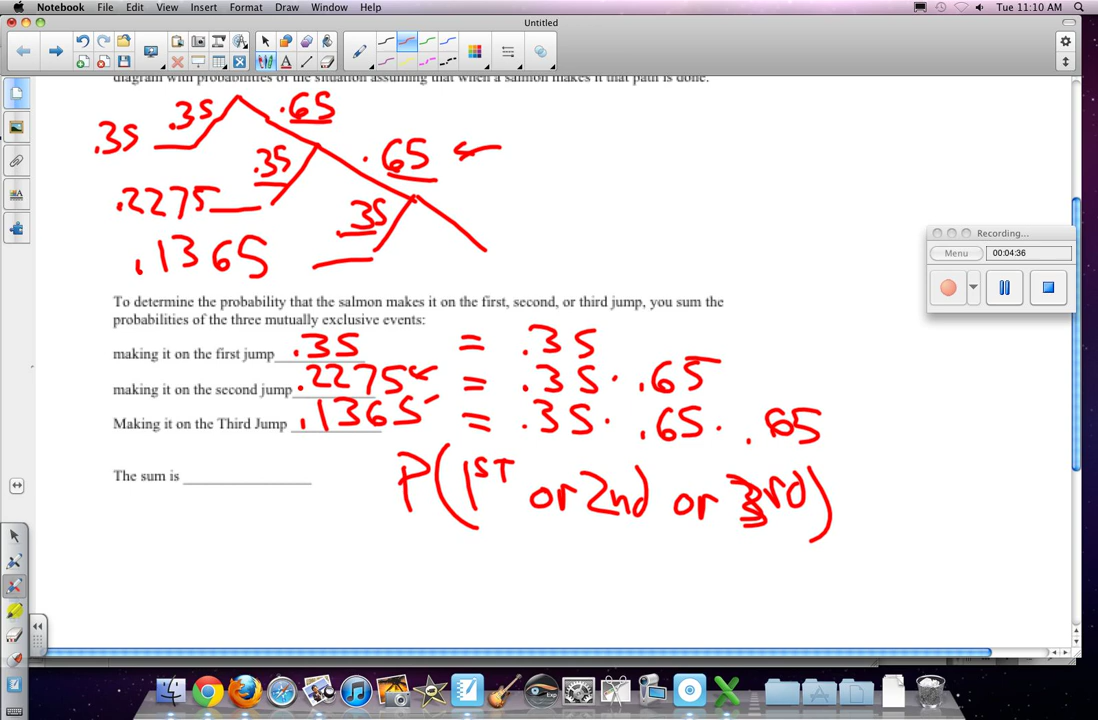 Notebook File Edit View Insert Format Draw Window Help
Tue 11:10 AM
Untitled
diagram with probabilities of the situation assuming that when a salmon makes it that path is done.
.35 .35 .65
.35 .65
.2275
.35
.1365
Recording...
Menu 00:04:36
To determine the probability that the salmon makes it on the first, second, or third jump, you sum the
probabilities of the three mutually exclusive events:
making it on the first jump .35 = .35
making it on the second jump .2275 = .35 · .65
Making it on the Third Jump .1365 = .35 · .65 · .65
The sum is
P(1ST or 2nd or 3rd)
Exp